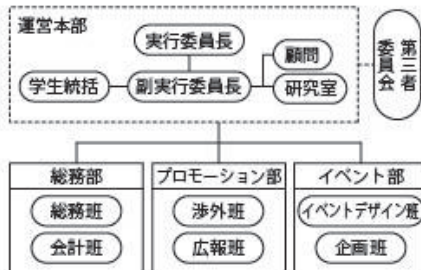 運営本部
実行委員長
顧問
学生統括
副実行委員長
研究室
第三者
委員会
総務部
プロモーション部
イベント部
総務班
渉外班
イベントデザイン班
会計班
広報班
企画班